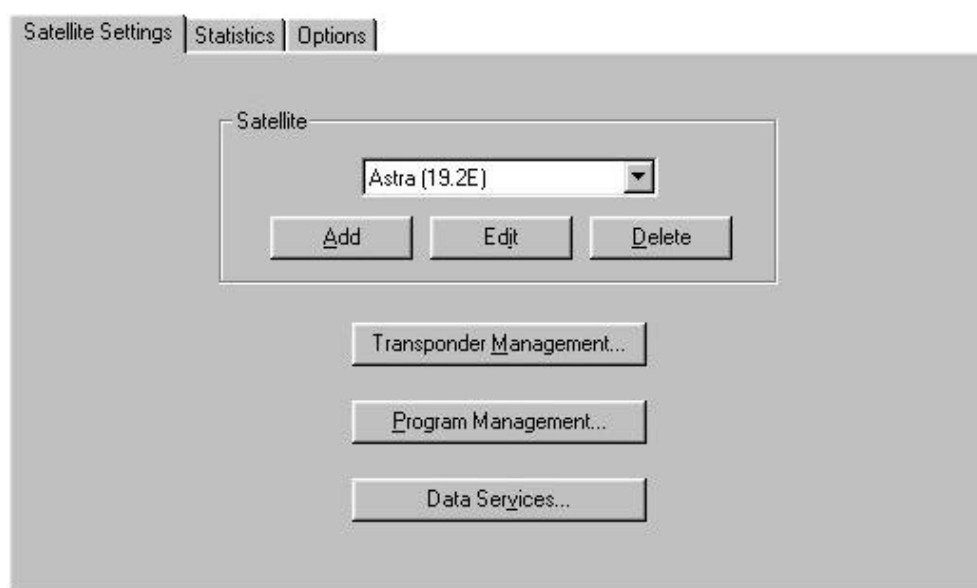 Satellite Settings Statistics Options
Satellite
Astra (19.2E)
Add Edit Delete
Transponder Management...
Program Management...
Data Services...